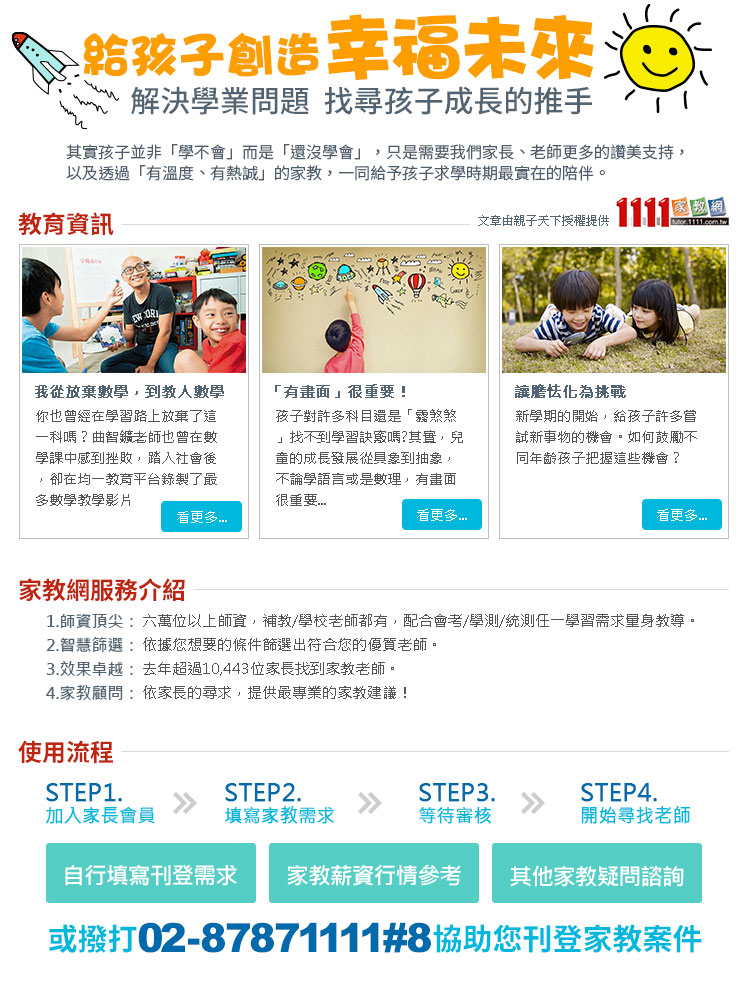 給孩子創造幸福未來
解決學業問題 找尋孩子成長的推手
其實孩子並非「學不會」而是「還沒學會」，只是需要我們家長、老師更多的讚美支持，
以及透過「有溫度、有熱誠」的家教，一同給予孩子求學時期最實在的陪伴。
教育資訊
文章由親子天下授權提供
1111家教網
tutor.1111.com.tw
我從放棄數學，到教人數學
你也曾經在學習路上放棄了這
一科嗎？曲智鑛老師也曾在數
學課中感到挫敗，踏入社會後
，卻在均一教育平台錄製了最
多數學教學影片
看更多...
「有畫面」很重要！
孩子對許多科目還是「霧煞煞
」找不到學習訣竅嗎?其實，兒
童的成長發展從具象到抽象，
不論學語言或是數理，有畫面
很重要...
看更多...
讓膽怯化為挑戰
新學期的開始，給孩子許多嘗
試新事物的機會。如何鼓勵不
同年齡孩子把握這些機會？
看更多...
家教網服務介紹
1.師資頂尖： 六萬位以上師資，補教/學校老師都有，配合會考/學測/統測任一學習需求量身教導。
2.智慧篩選： 依據您想要的條件篩選出符合您的優質老師。
3.效果卓越： 去年超過10,443位家長找到家教老師。
4.家教顧問： 依家長的尋求，提供最專業的家教建議！
使用流程
STEP1.
加入家長會員
STEP2.
填寫家教需求
STEP3.
等待審核
STEP4.
開始尋找老師
自行填寫刊登需求
家教薪資行情參考
其他家教疑問諮詢
或撥打02-87871111#8協助您刊登家教案件